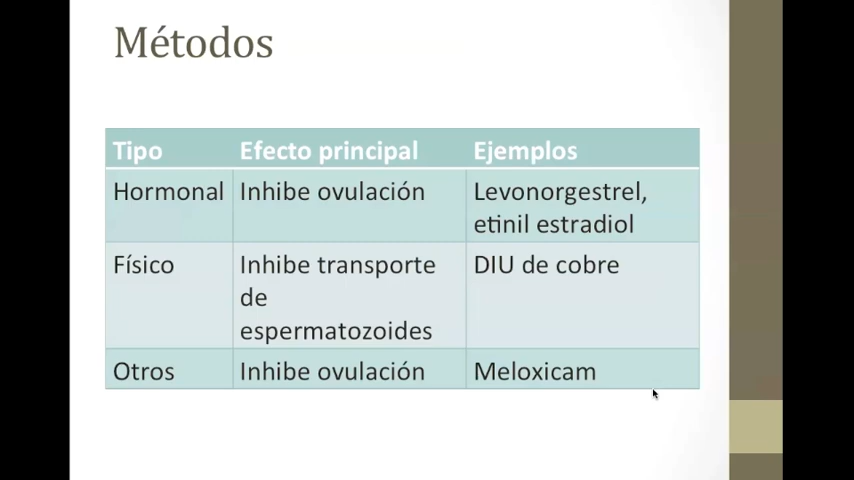 Métodos
Tipo Efecto principal Ejemplos
Hormonal Inhibe ovulación Levonorgestrel,
etinil estradiol
Físico Inhibe transporte DIU de cobre
de
espermatozoides
Otros Inhibe ovulación Meloxicam